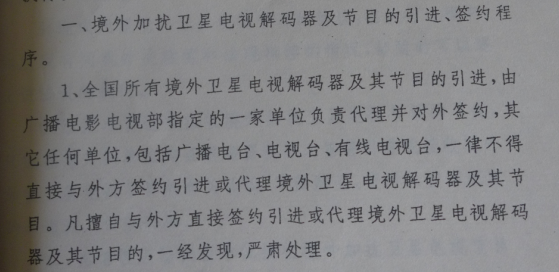 一、境外加扰卫星电视解码器及节目的引进、签约程
序。
1、全国所有境外卫星电视解码器及其节目的引进,由
广播电影电视部指定的一家单位负责代理并对外签约,其
它任何单位,包括广播电台、电视台、有线电视台,一律不得
直接与外方签约引进或代理境外卫星电视解码器及其节
目。凡擅自与外方直接签约引进或代理境外卫星电视解码
器及其节目的,一经发现,严肃处理。